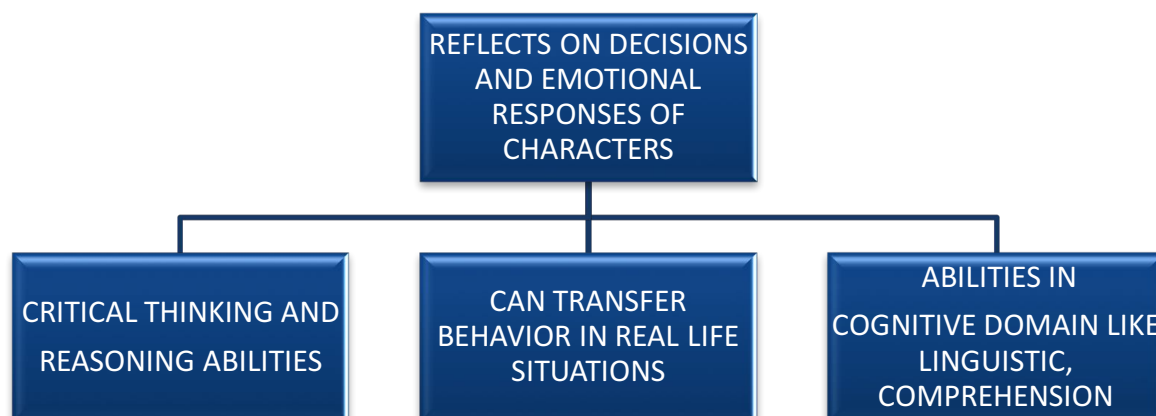 REFLECTS ON DECISIONS
AND EMOTIONAL
RESPONSES OF
CHARACTERS
CRITICAL THINKING AND
REASONING ABILITIES
CAN TRANSFER
BEHAVIOR IN REAL LIFE
SITUATIONS
ABILITIES IN
COGNITIVE DOMAIN LIKE
LINGUISTIC,
COMPREHENSION